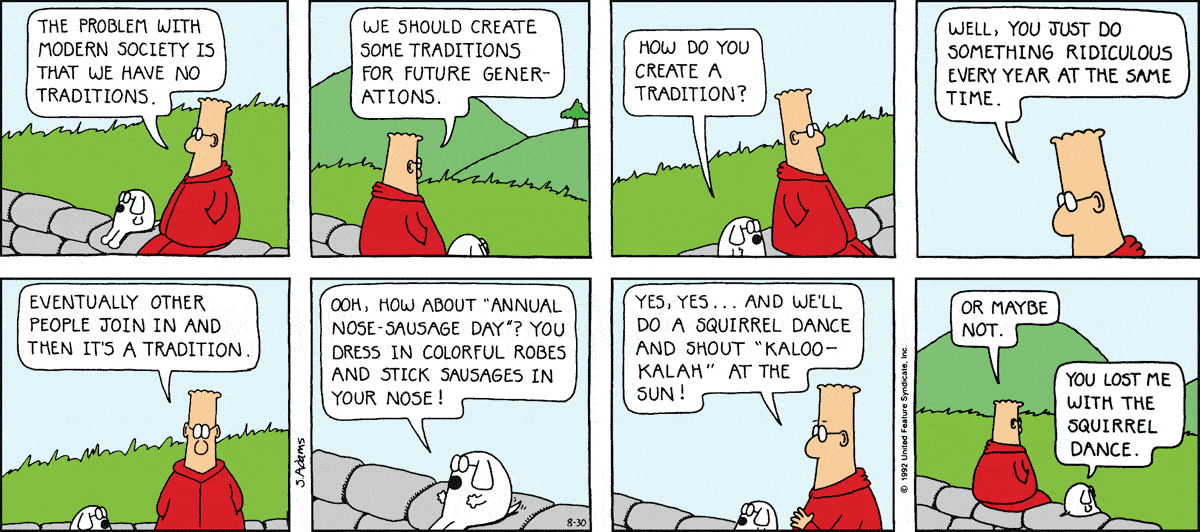 THE PROBLEM WITH
MODERN SOCIETY IS
THAT WE HAVE NO
TRADITIONS.
WE SHOULD CREATE
SOME TRADITIONS
FOR FUTURE GENER-
ATIONS.
HOW DO YOU
CREATE A
TRADITION?
WELL, YOU JUST DO
SOMETHING RIDICULOUS
EVERY YEAR AT THE SAME
TIME.
EVENTUALLY OTHER
PEOPLE JOIN IN AND
THEN IT'S A TRADITION.
S. Adams
OOH, HOW ABOUT "ANNUAL
NOSE-SAUSAGE DAY"? YOU
DRESS IN COLORFUL ROBES
AND STICK SAUSAGES IN
YOUR NOSE!
8-30
YES, YES... AND WE'LL
DO A SQUIRREL DANCE
AND SHOUT "KALOO-
KALAH" AT THE
SUN!
© 1992 United Feature Syndicate, Inc.
OR MAYBE
NOT.
YOU LOST ME
WITH THE
SQUIRREL
DANCE.